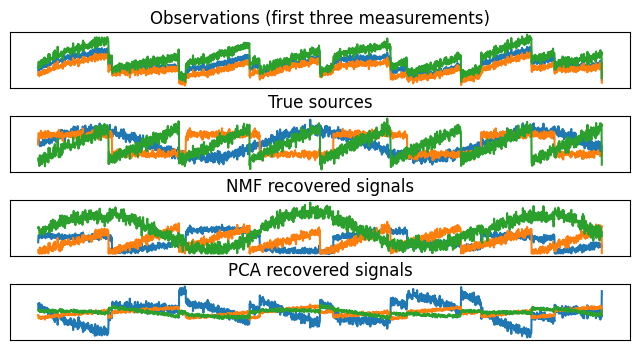 Observations (first three measurements)
True sources
NMF recovered signals
PCA recovered signals